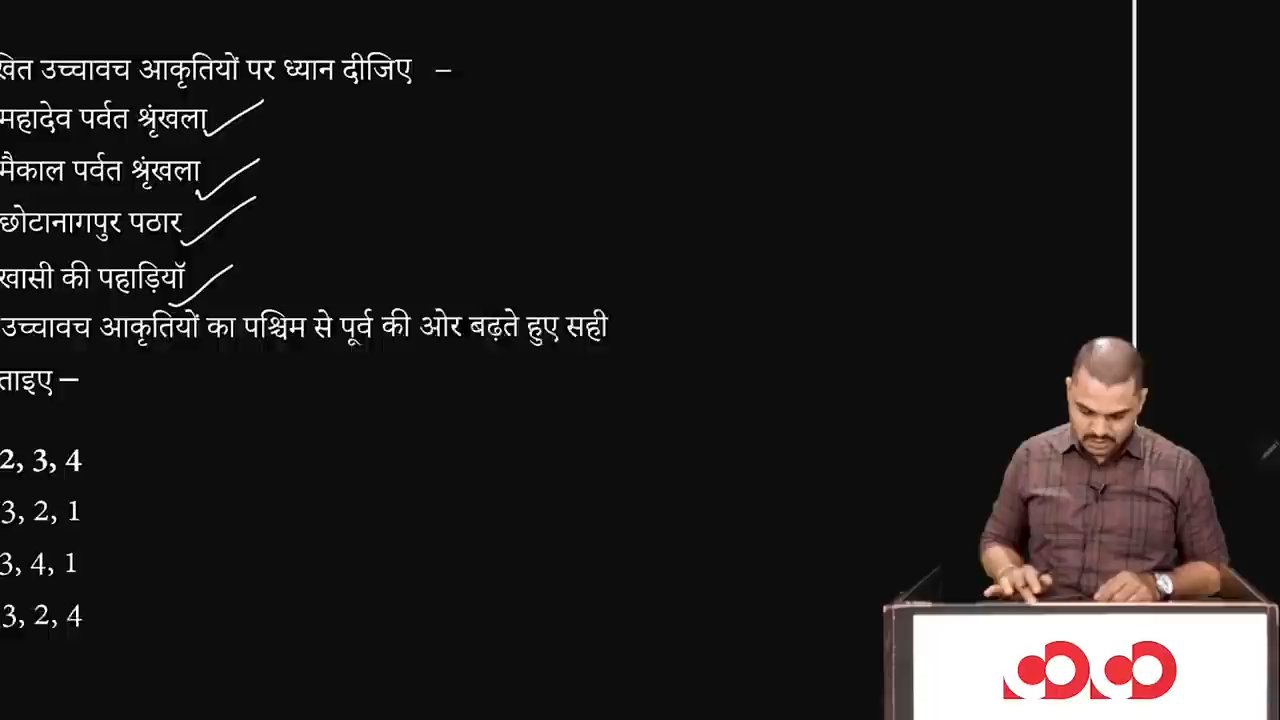 खित उच्चावच आकृतियों पर ध्यान दीजिए –
महादेव पर्वत श्रृंखला
मैकाल पर्वत श्रृंखला
छोटानागपुर पठार
खासी की पहाड़ियॉ
उच्चावच आकृतियों का पश्चिम से पूर्व की ओर बढ़ते हुए सही
ताइए –
2, 3, 4
3, 2, 1
3, 4, 1
3, 2, 4